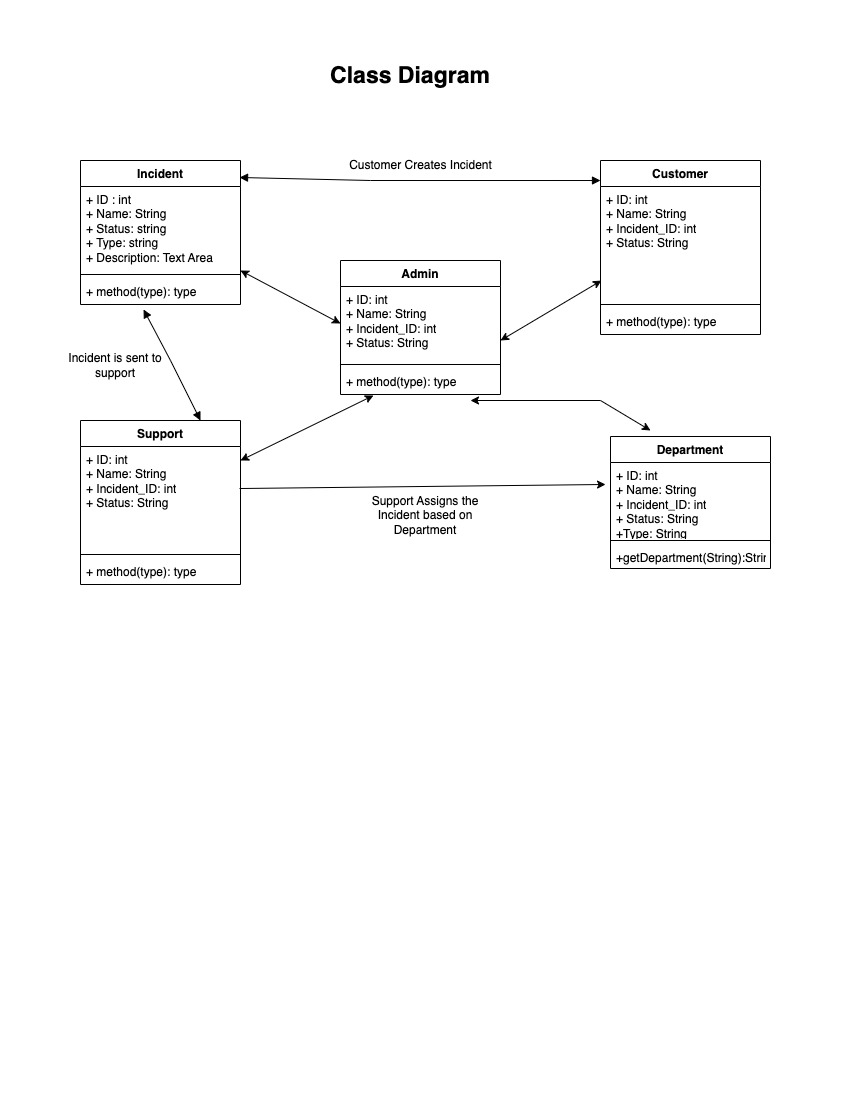 Class Diagram
Customer Creates Incident
Incident
+ ID : int
+ Name: String
+ Status: string
+ Type: string
+ Description: Text Area
+ method(type): type
Customer
+ ID: int
+ Name: String
+ Incident_ID: int
+ Status: String
+ method(type): type
Admin
+ ID: int
+ Name: String
+ Incident_ID: int
+ Status: String
+ method(type): type
Incident is sent to
support
Support
+ ID: int
+ Name: String
+ Incident_ID: int
+ Status: String
+ method(type): type
Support Assigns the
Incident based on
Department
Department
+ ID: int
+ Name: String
+ Incident_ID: int
+ Status: String
+Type: String
+getDepartment(String):Strir